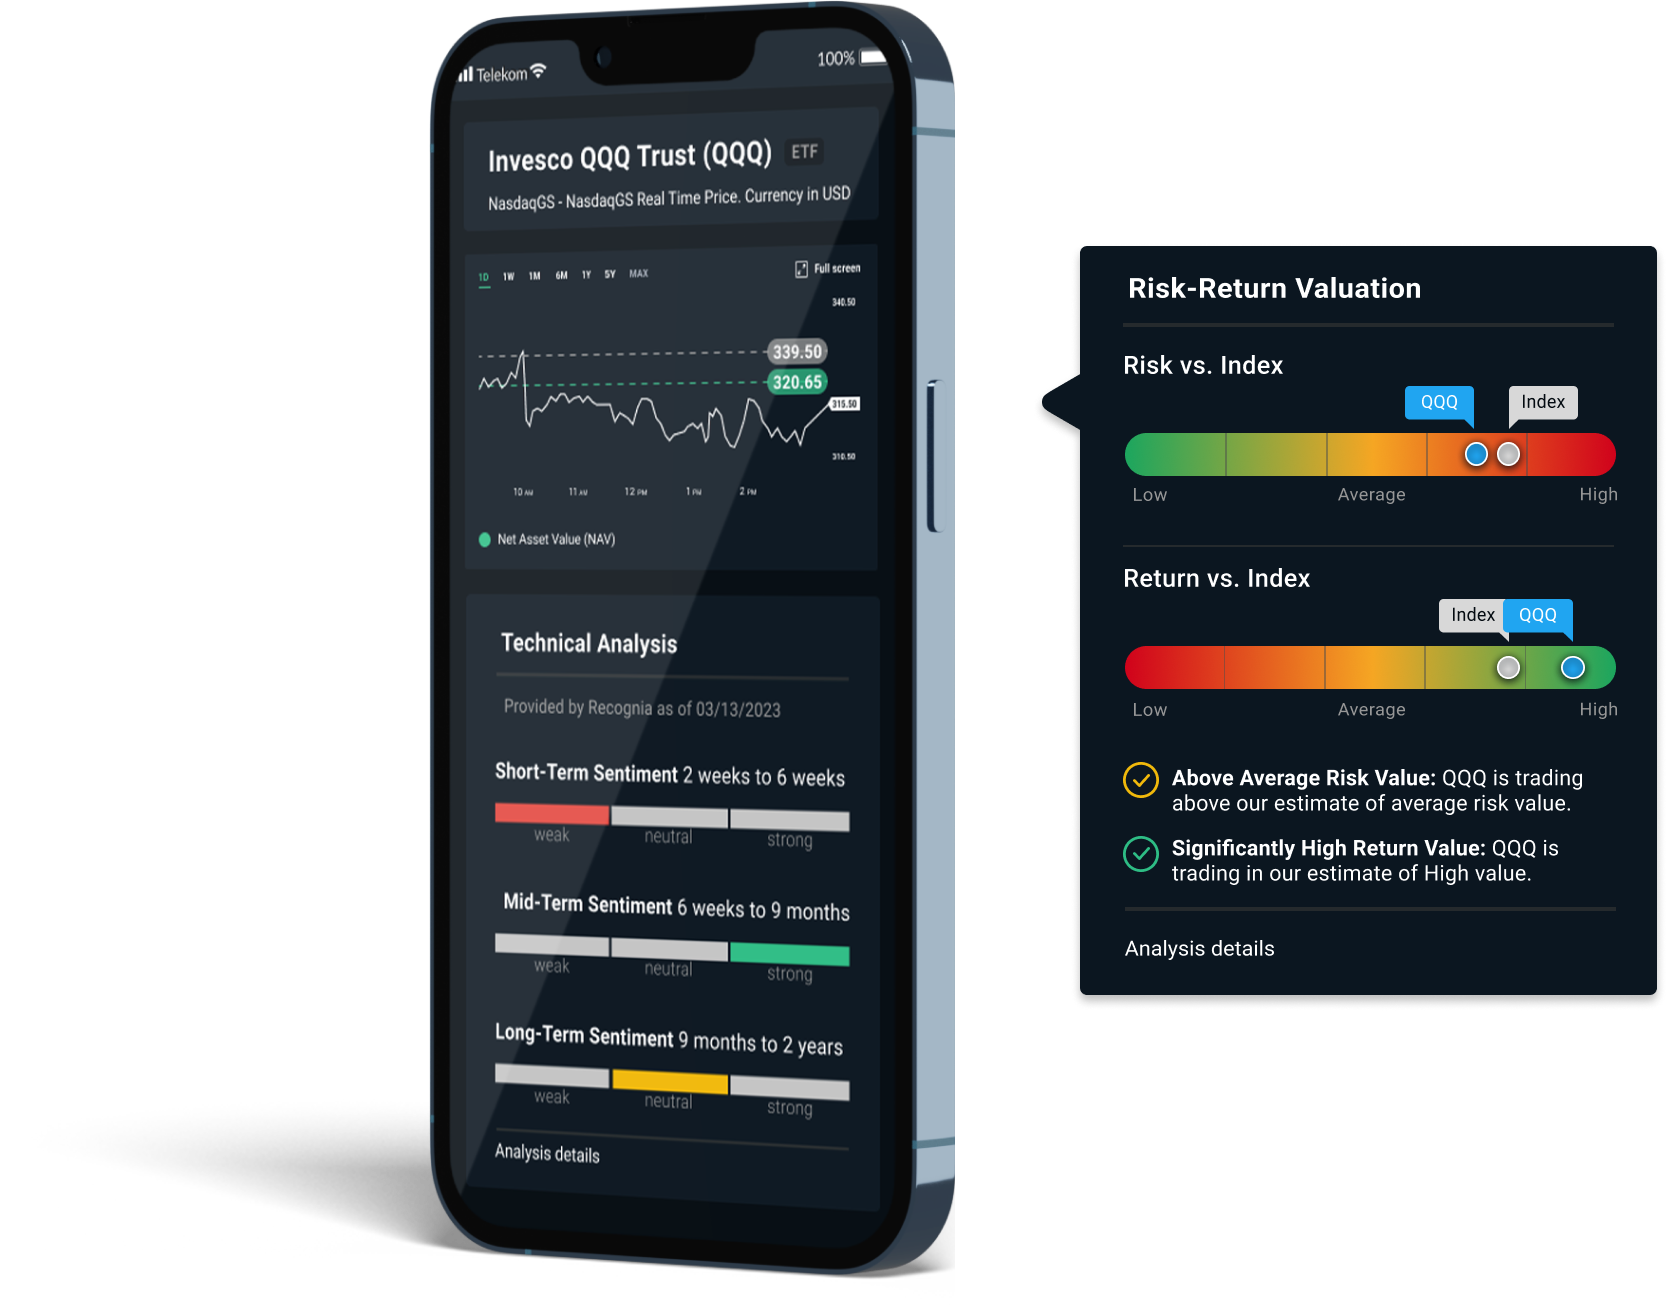 Telekom
100%
Invesco QQQ Trust (QQQ) ETF
NasdaqGS - NasdaqGS Real Time Price. Currency in USD
1D 1W 1M 6M 1Y 5Y MAX Full screen
340.50
339.50
320.65
315.50
310.50
10 AM 11 AM 12 PM 1 PM 2 PM
Net Asset Value (NAV)
Technical Analysis
Provided by Recognia as of 03/13/2023
Short-Term Sentiment 2 weeks to 6 weeks
weak neutral strong
Mid-Term Sentiment 6 weeks to 9 months
weak neutral strong
Long-Term Sentiment 9 months to 2 years
weak neutral strong
Analysis details
Risk-Return Valuation
Risk vs. Index
QQQ Index
Low Average High
Return vs. Index
Index QQQ
Low Average High
Above Average Risk Value: QQQ is trading
above our estimate of average risk value.
Significantly High Return Value: QQQ is
trading in our estimate of High value.
Analysis details